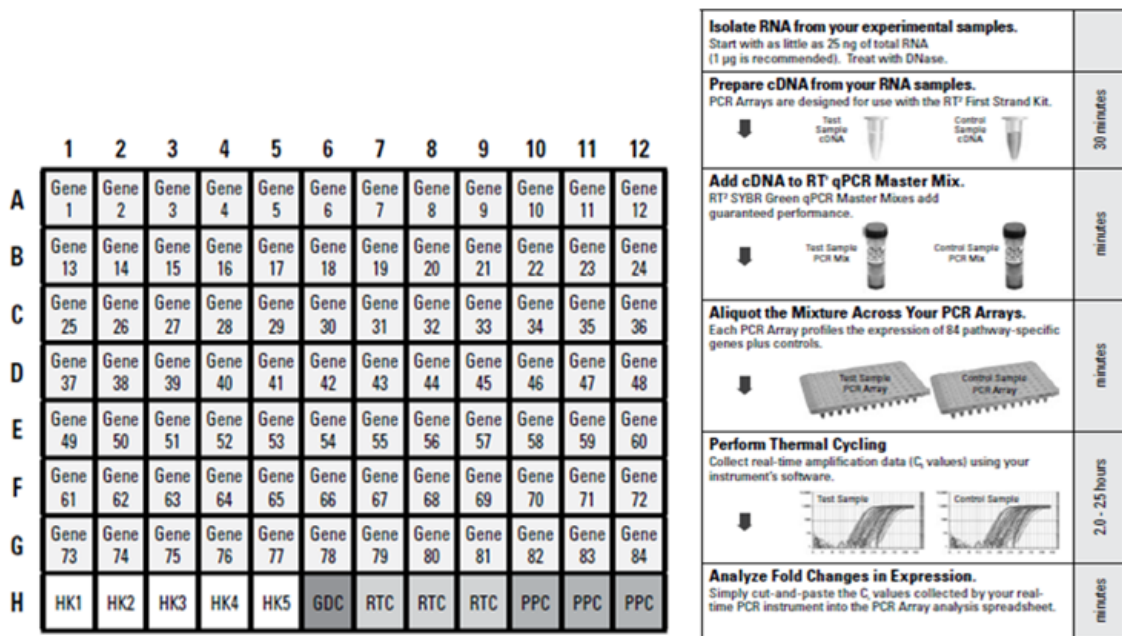 1 2 3 4 5 6 7 8 9 10 11 12
A Gene 1 Gene 2 Gene 3 Gene 4 Gene 5 Gene 6 Gene 7 Gene 8 Gene 9 Gene 10 Gene 11 Gene 12
B Gene 13 Gene 14 Gene 15 Gene 16 Gene 17 Gene 18 Gene 19 Gene 20 Gene 21 Gene 22 Gene 23 Gene 24
C Gene 25 Gene 26 Gene 27 Gene 28 Gene 29 Gene 30 Gene 31 Gene 32 Gene 33 Gene 34 Gene 35 Gene 36
D Gene 37 Gene 38 Gene 39 Gene 40 Gene 41 Gene 42 Gene 43 Gene 44 Gene 45 Gene 46 Gene 47 Gene 48
E Gene 49 Gene 50 Gene 51 Gene 52 Gene 53 Gene 54 Gene 55 Gene 56 Gene 57 Gene 58 Gene 59 Gene 60
F Gene 61 Gene 62 Gene 63 Gene 64 Gene 65 Gene 66 Gene 67 Gene 68 Gene 69 Gene 70 Gene 71 Gene 72
G Gene 73 Gene 74 Gene 75 Gene 76 Gene 77 Gene 78 Gene 79 Gene 80 Gene 81 Gene 82 Gene 83 Gene 84
H HK1 HK2 HK3 HK4 HK5 GDC RTC RTC RTC PPC PPC PPC
Isolate RNA from your experimental samples.
Start with as little as 25 ng of total RNA
(1 µg is recommended). Treat with DNase.
Prepare cDNA from your RNA samples.
PCR Arrays are designed for use with the RT² First Strand Kit.
Test Sample cDNA
Control Sample cDNA
30 minutes
Add cDNA to RT² qPCR Master Mix.
RT² SYBR Green qPCR Master Mixes add
guaranteed performance.
Test Sample PCR Mix
Control Sample PCR Mix
minutes
Aliquot the Mixture Across Your PCR Arrays.
Each PCR Array profiles the expression of 84 pathway-specific
genes plus controls.
Test Sample PCR Array
Control Sample PCR Array
minutes
Perform Thermal Cycling
Collect real-time amplification data (Cₜ values) using your
instrument's software.
Test Sample
Control Sample
2.0 - 2.5 hours
Analyze Fold Changes in Expression.
Simply cut-and-paste the Cₜ values collected by your real-
time PCR instrument into the PCR Array analysis spreadsheet.
minutes